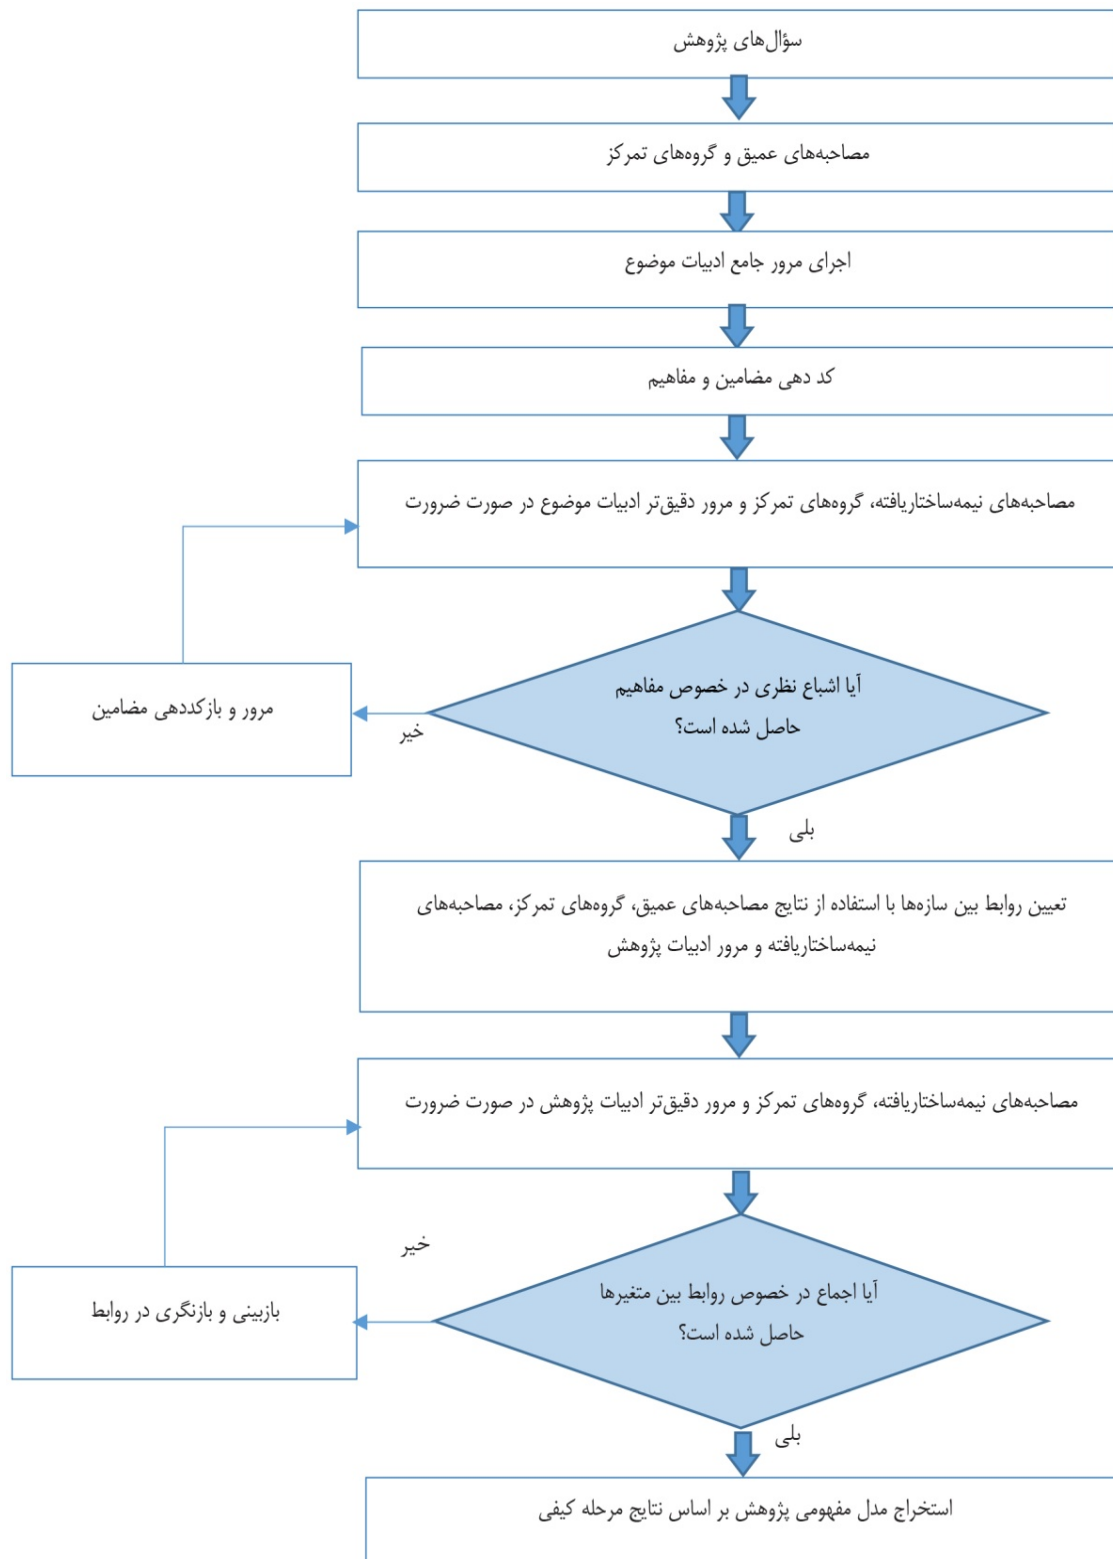 سؤال‌های پژوهش
مصاحبه‌های عمیق و گروه‌های تمرکز
اجرای مرور جامع ادبیات موضوع
کد دهی مضامین و مفاهیم
مصاحبه‌های نیمه‌ساختاریافته، گروه‌های تمرکز و مرور دقیق‌تر ادبیات موضوع در صورت ضرورت
آیا اشباع نظری در خصوص مفاهیم
حاصل شده است؟
خیر
مرور و بازکددهی مضامین
بلی
تعیین روابط بین سازه‌ها با استفاده از نتایج مصاحبه‌های عمیق، گروه‌های تمرکز، مصاحبه‌های
نیمه‌ساختاریافته و مرور ادبیات پژوهش
مصاحبه‌های نیمه‌ساختاریافته، گروه‌های تمرکز و مرور دقیق‌تر ادبیات پژوهش در صورت ضرورت
آیا اجماع در خصوص روابط بین متغیرها
حاصل شده است؟
خیر
بازبینی و بازنگری در روابط
بلی
استخراج مدل مفهومی پژوهش بر اساس نتایج مرحله کیفی